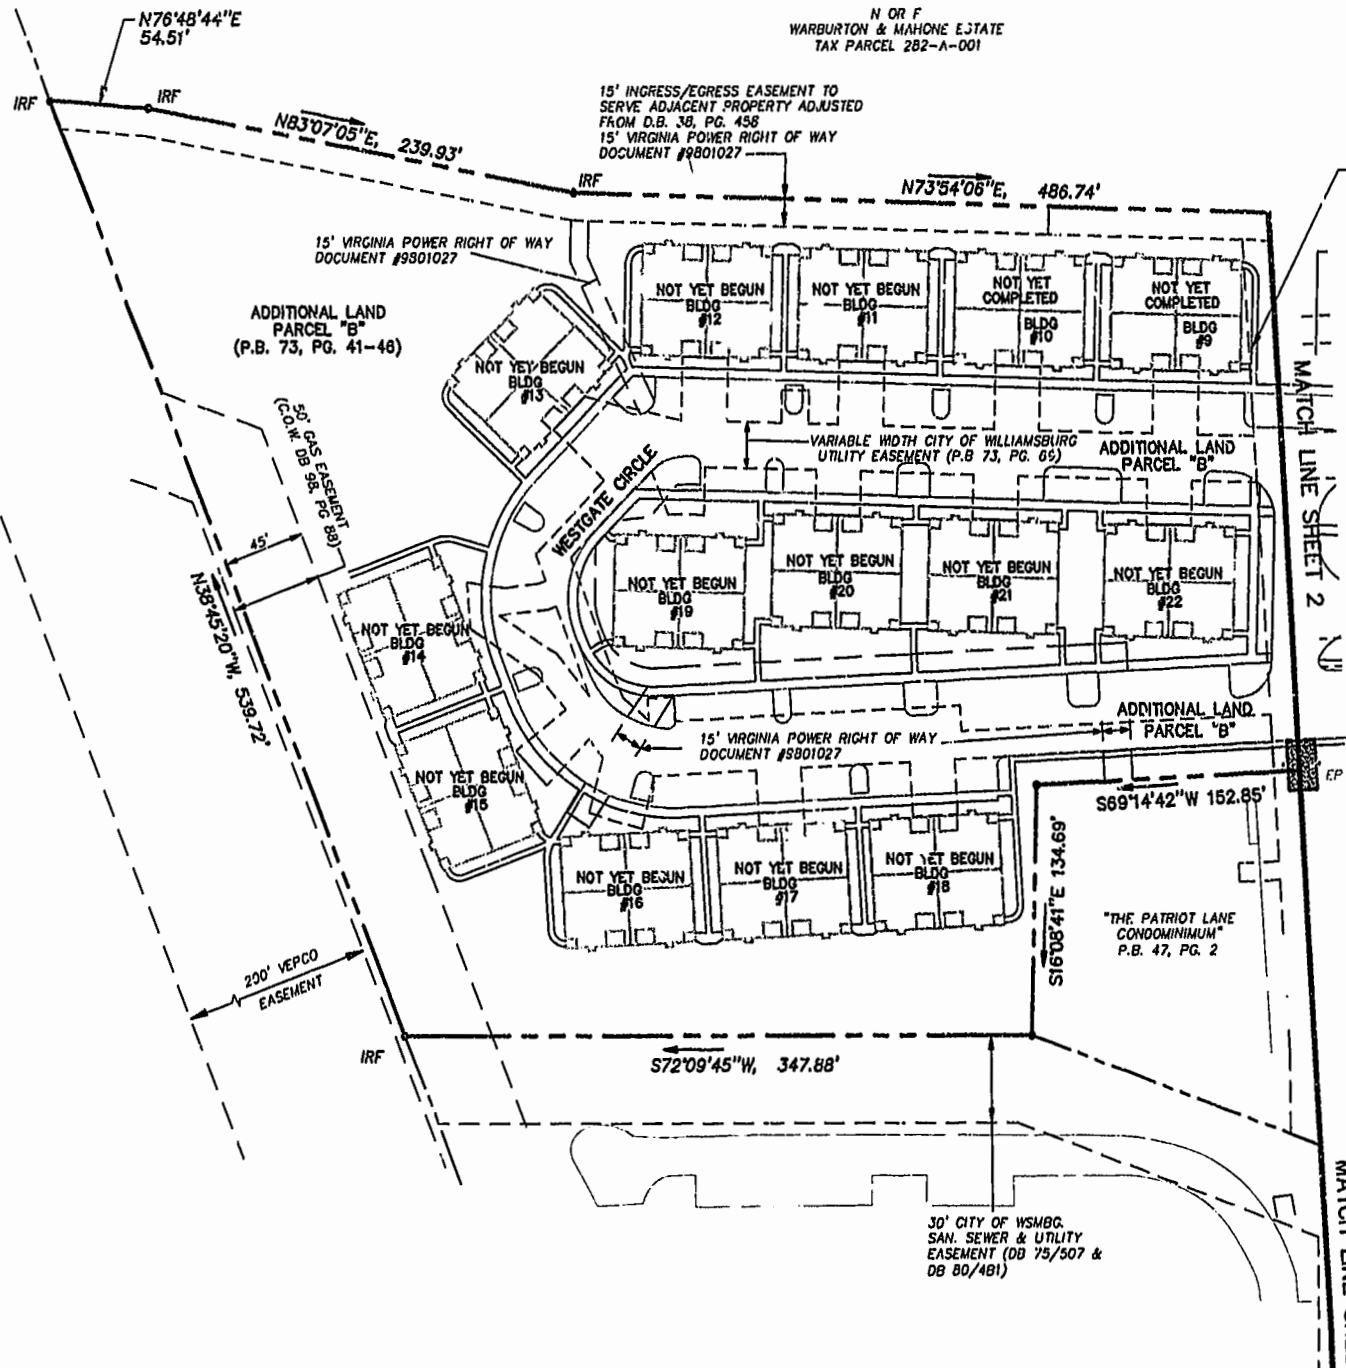 N76°48'44"E
54.51'
N OR F
WARBURTON & MAHONE ESTATE
TAX PARCEL 282-A-001
IRF
IRF
N83°07'05"E, 239.93'
15' INGRESS/EGRESS EASEMENT TO
SERVE ADJACENT PROPERTY ADJUSTED
FROM D.B. 38, PG. 458
15' VIRGINIA POWER RIGHT OF WAY
DOCUMENT #9801027
IRF
N73°54'06"E, 486.74'
15' VIRGINIA POWER RIGHT OF WAY
DOCUMENT #9801027
ADDITIONAL LAND
PARCEL "B"
(P.B. 73, PG. 41-46)
NOT YET BEGUN
BLDG
#12
NOT YET BEGUN
BLDG
#11
NOT YET
COMPLETED
BLDG
#10
NOT YET
COMPLETED
BLDG
#9
NOT YET BEGUN
BLDG
#13
MATCH LINE SHEET 2
50' GAS EASEMENT
(C.O.W. DB 98, PG 88)
VARIABLE WIDTH CITY OF WILLIAMSBURG
UTILITY EASEMENT (P.B 73, PG. 66)
ADDITIONAL LAND
PARCEL "B"
WESTGATE CIRCLE
45'
N38°45'20"W, 539.72'
NOT YET BEGUN
BLDG
#19
NOT YET BEGUN
BLDG
#20
NOT YET BEGUN
BLDG
#21
NOT YET BEGUN
BLDG
#22
NOT YET BEGUN
BLDG
#14
ADDITIONAL LAND
PARCEL "B"
15' VIRGINIA POWER RIGHT OF WAY
DOCUMENT #9801027
NOT YET BEGUN
BLDG
#15
EP
S69°14'42"W 152.85'
NOT YET BEGUN
BLDG
#16
NOT YET BEGUN
BLDG
#17
NOT YET BEGUN
BLDG
#18
S16°08'41"E 134.69'
"THE PATRIOT LANE
CONDOMINIMUM"
P.B. 47, PG. 2
200' VEPCO
EASEMENT
IRF
S72°09'45"W, 347.88'
30' CITY OF WSMBG.
SAN. SEWER & UTILITY
EASEMENT (DB 75/507 &
DB 80/481)
MATCH LINE